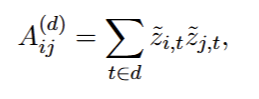 $$A_{ij}^{(d)} = \sum_{t \in d} \tilde{z}_{i,t} \tilde{z}_{j,t},$$